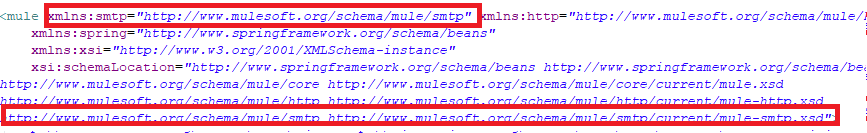 <mule xmlns:smtp="http://www.mulesoft.org/schema/mule/smtp" xmlns:http="http://www.mulesoft.org/schema/mule/
xmlns:spring="http://www.springframework.org/schema/beans"
xmlns:xsi="http://www.w3.org/2001/XMLSchema-instance"
xsi:schemaLocation="http://www.springframework.org/schema/beans http://www.springframework.org/schema/bea
http://www.mulesoft.org/schema/mule/core http://www.mulesoft.org/schema/mule/core/current/mule.xsd
http://www.mulesoft.org/schema/mule/http http://www.mulesoft.org/schema/mule/http/current/mule-http.xsd
http://www.mulesoft.org/schema/mule/smtp http://www.mulesoft.org/schema/mule/smtp/current/mule-smtp.xsd">